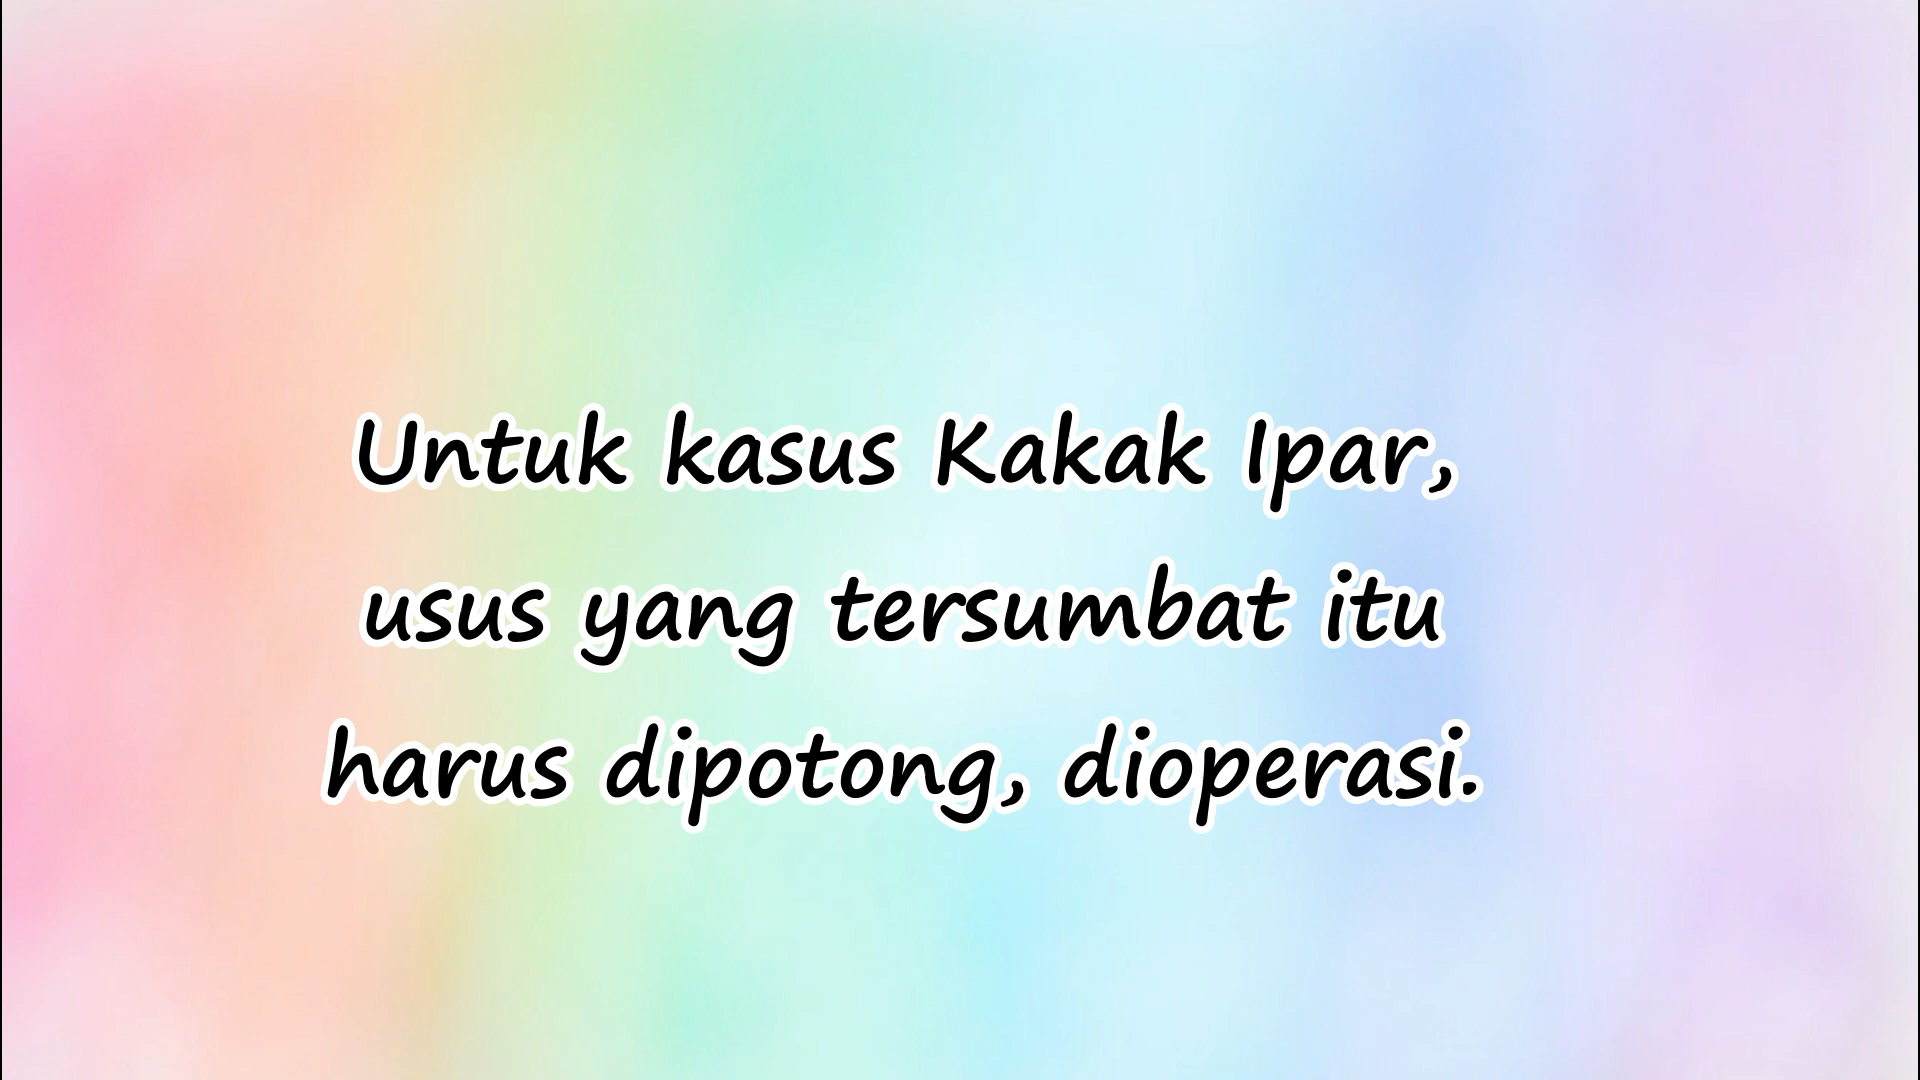 Untuk kasus Kakak Ipar,
usus yang tersumbat itu
harus dipotong, dioperasi.